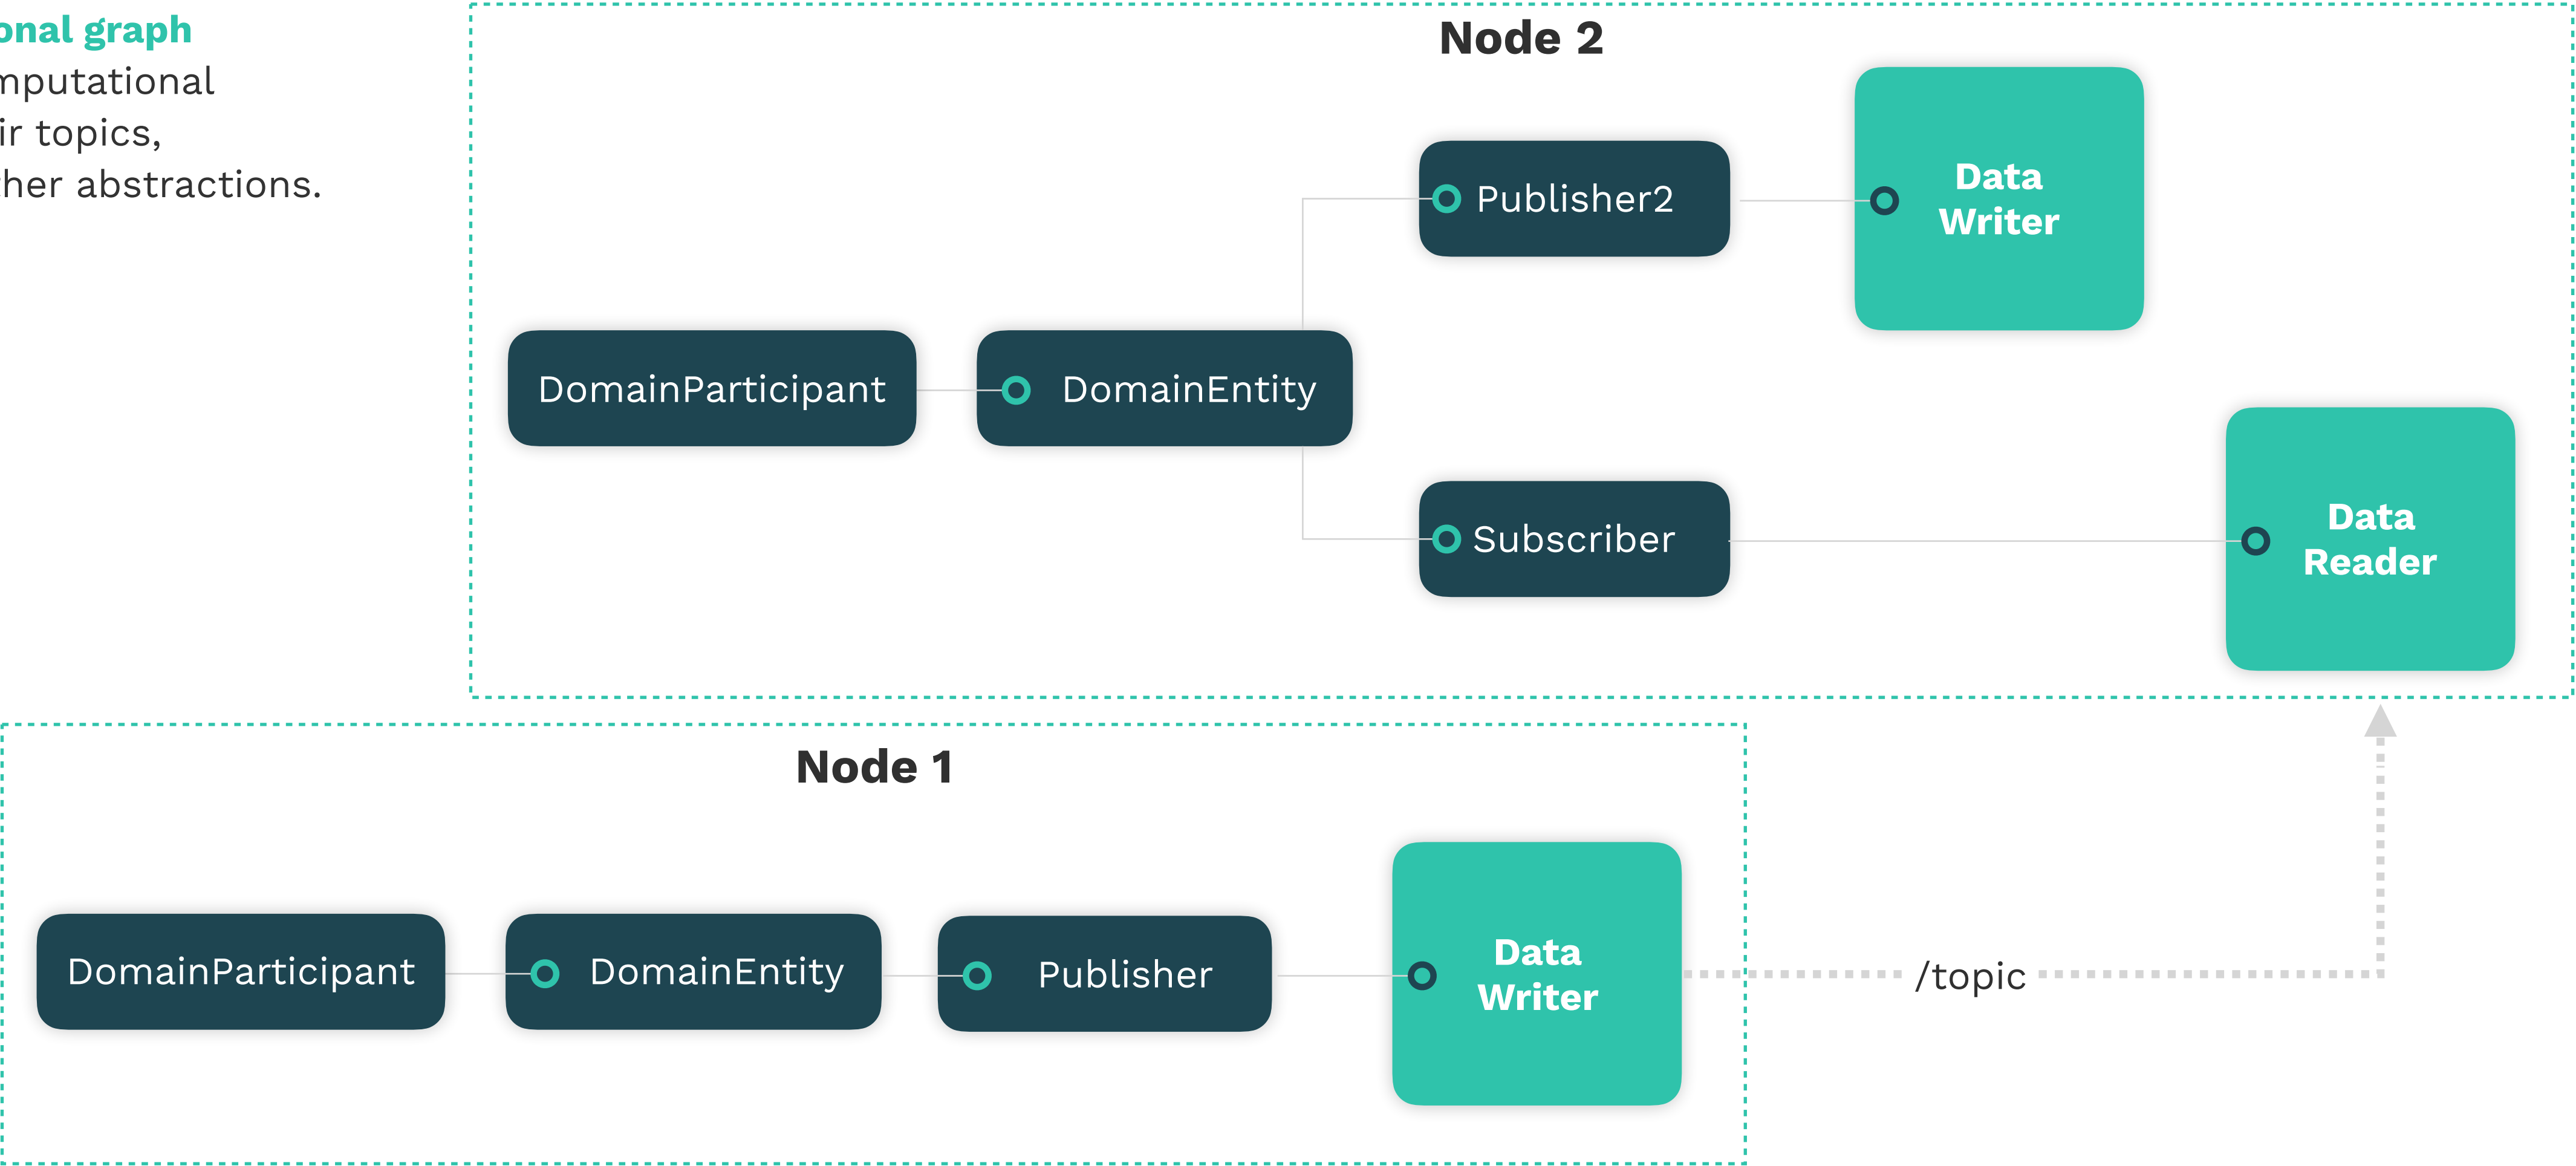 onal graph
mputational
ir topics,
ther abstractions.
Node 2
Publisher2
Data
Writer
DomainParticipant
DomainEntity
Subscriber
Data
Reader
Node 1
DomainParticipant
DomainEntity
Publisher
Data
Writer
/topic